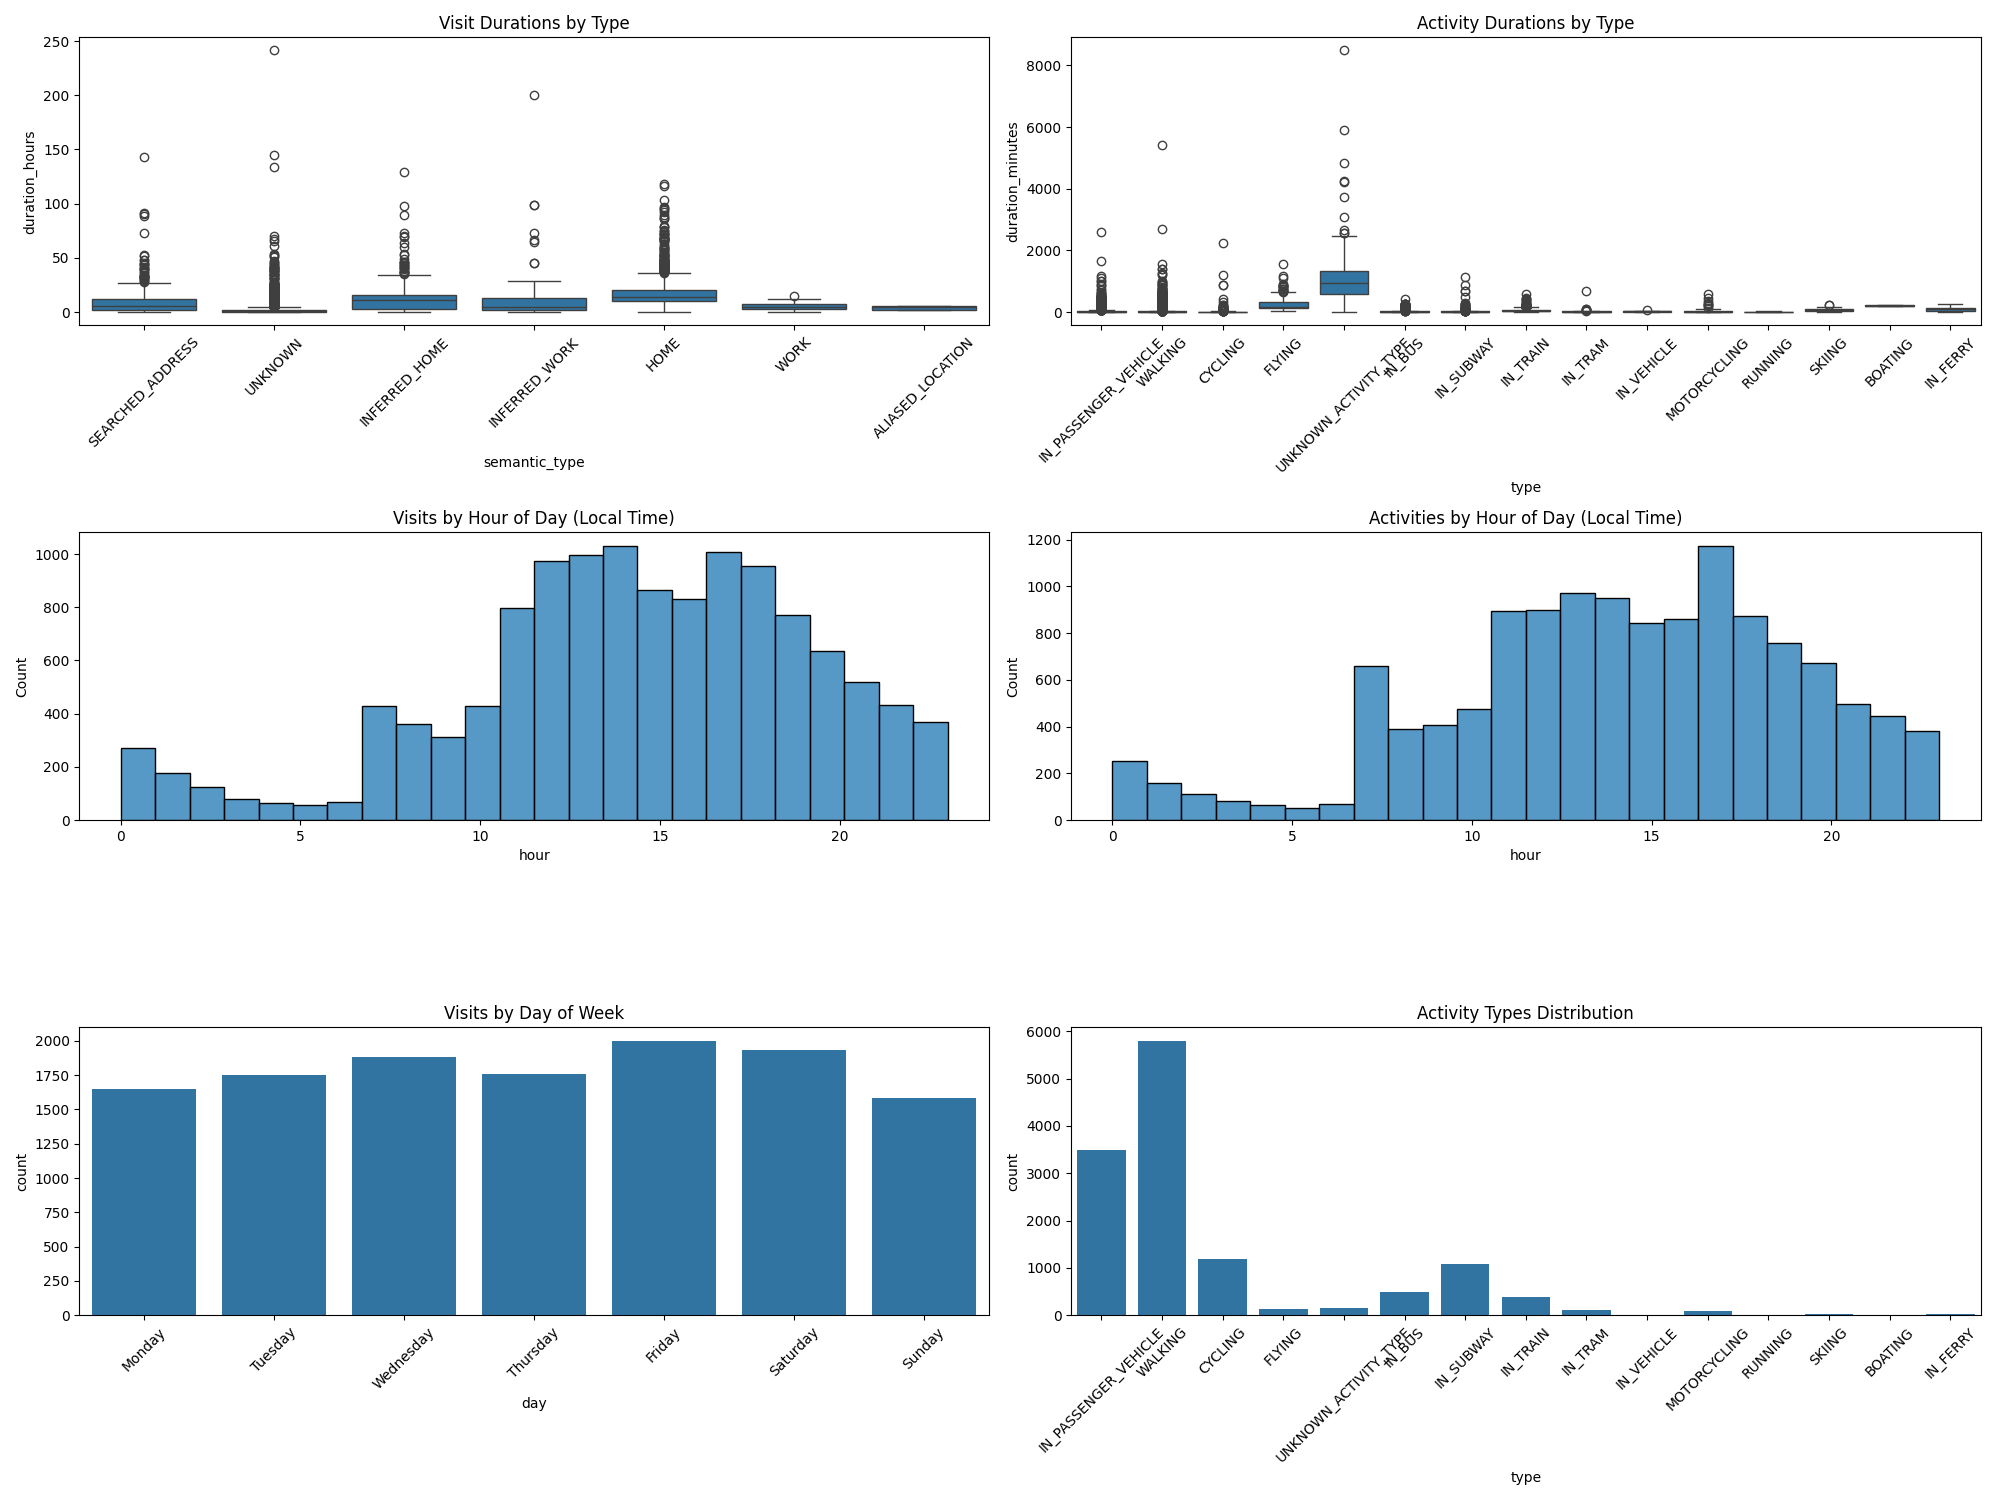 Visit Durations by Type
250
200
150
100
50
0
duration_hours
SEARCHED_ADDRESS
UNKNOWN
INFERRED_HOME
INFERRED_WORK
HOME
WORK
ALIASED_LOCATION
semantic_type
Activity Durations by Type
8000
6000
4000
2000
0
duration_minutes
IN_PASSENGER_VEHICLE
WALKING
CYCLING
FLYING
UNKNOWN_ACTIVITY_TYPE
IN_BUS
IN_SUBWAY
IN_TRAIN
IN_TRAM
IN_VEHICLE
MOTORCYCLING
RUNNING
SKIING
BOATING
IN_FERRY
type
Visits by Hour of Day (Local Time)
1000
800
600
400
200
0
Count
0 5 10 15 20
hour
Activities by Hour of Day (Local Time)
1200
1000
800
600
400
200
0
Count
0 5 10 15 20
hour
Visits by Day of Week
2000
1750
1500
1250
1000
750
500
250
0
count
Monday
Tuesday
Wednesday
Thursday
Friday
Saturday
Sunday
day
Activity Types Distribution
6000
5000
4000
3000
2000
1000
0
count
IN_PASSENGER_VEHICLE
WALKING
CYCLING
FLYING
UNKNOWN_ACTIVITY_TYPE
IN_BUS
IN_SUBWAY
IN_TRAIN
IN_TRAM
IN_VEHICLE
MOTORCYCLING
RUNNING
SKIING
BOATING
IN_FERRY
type